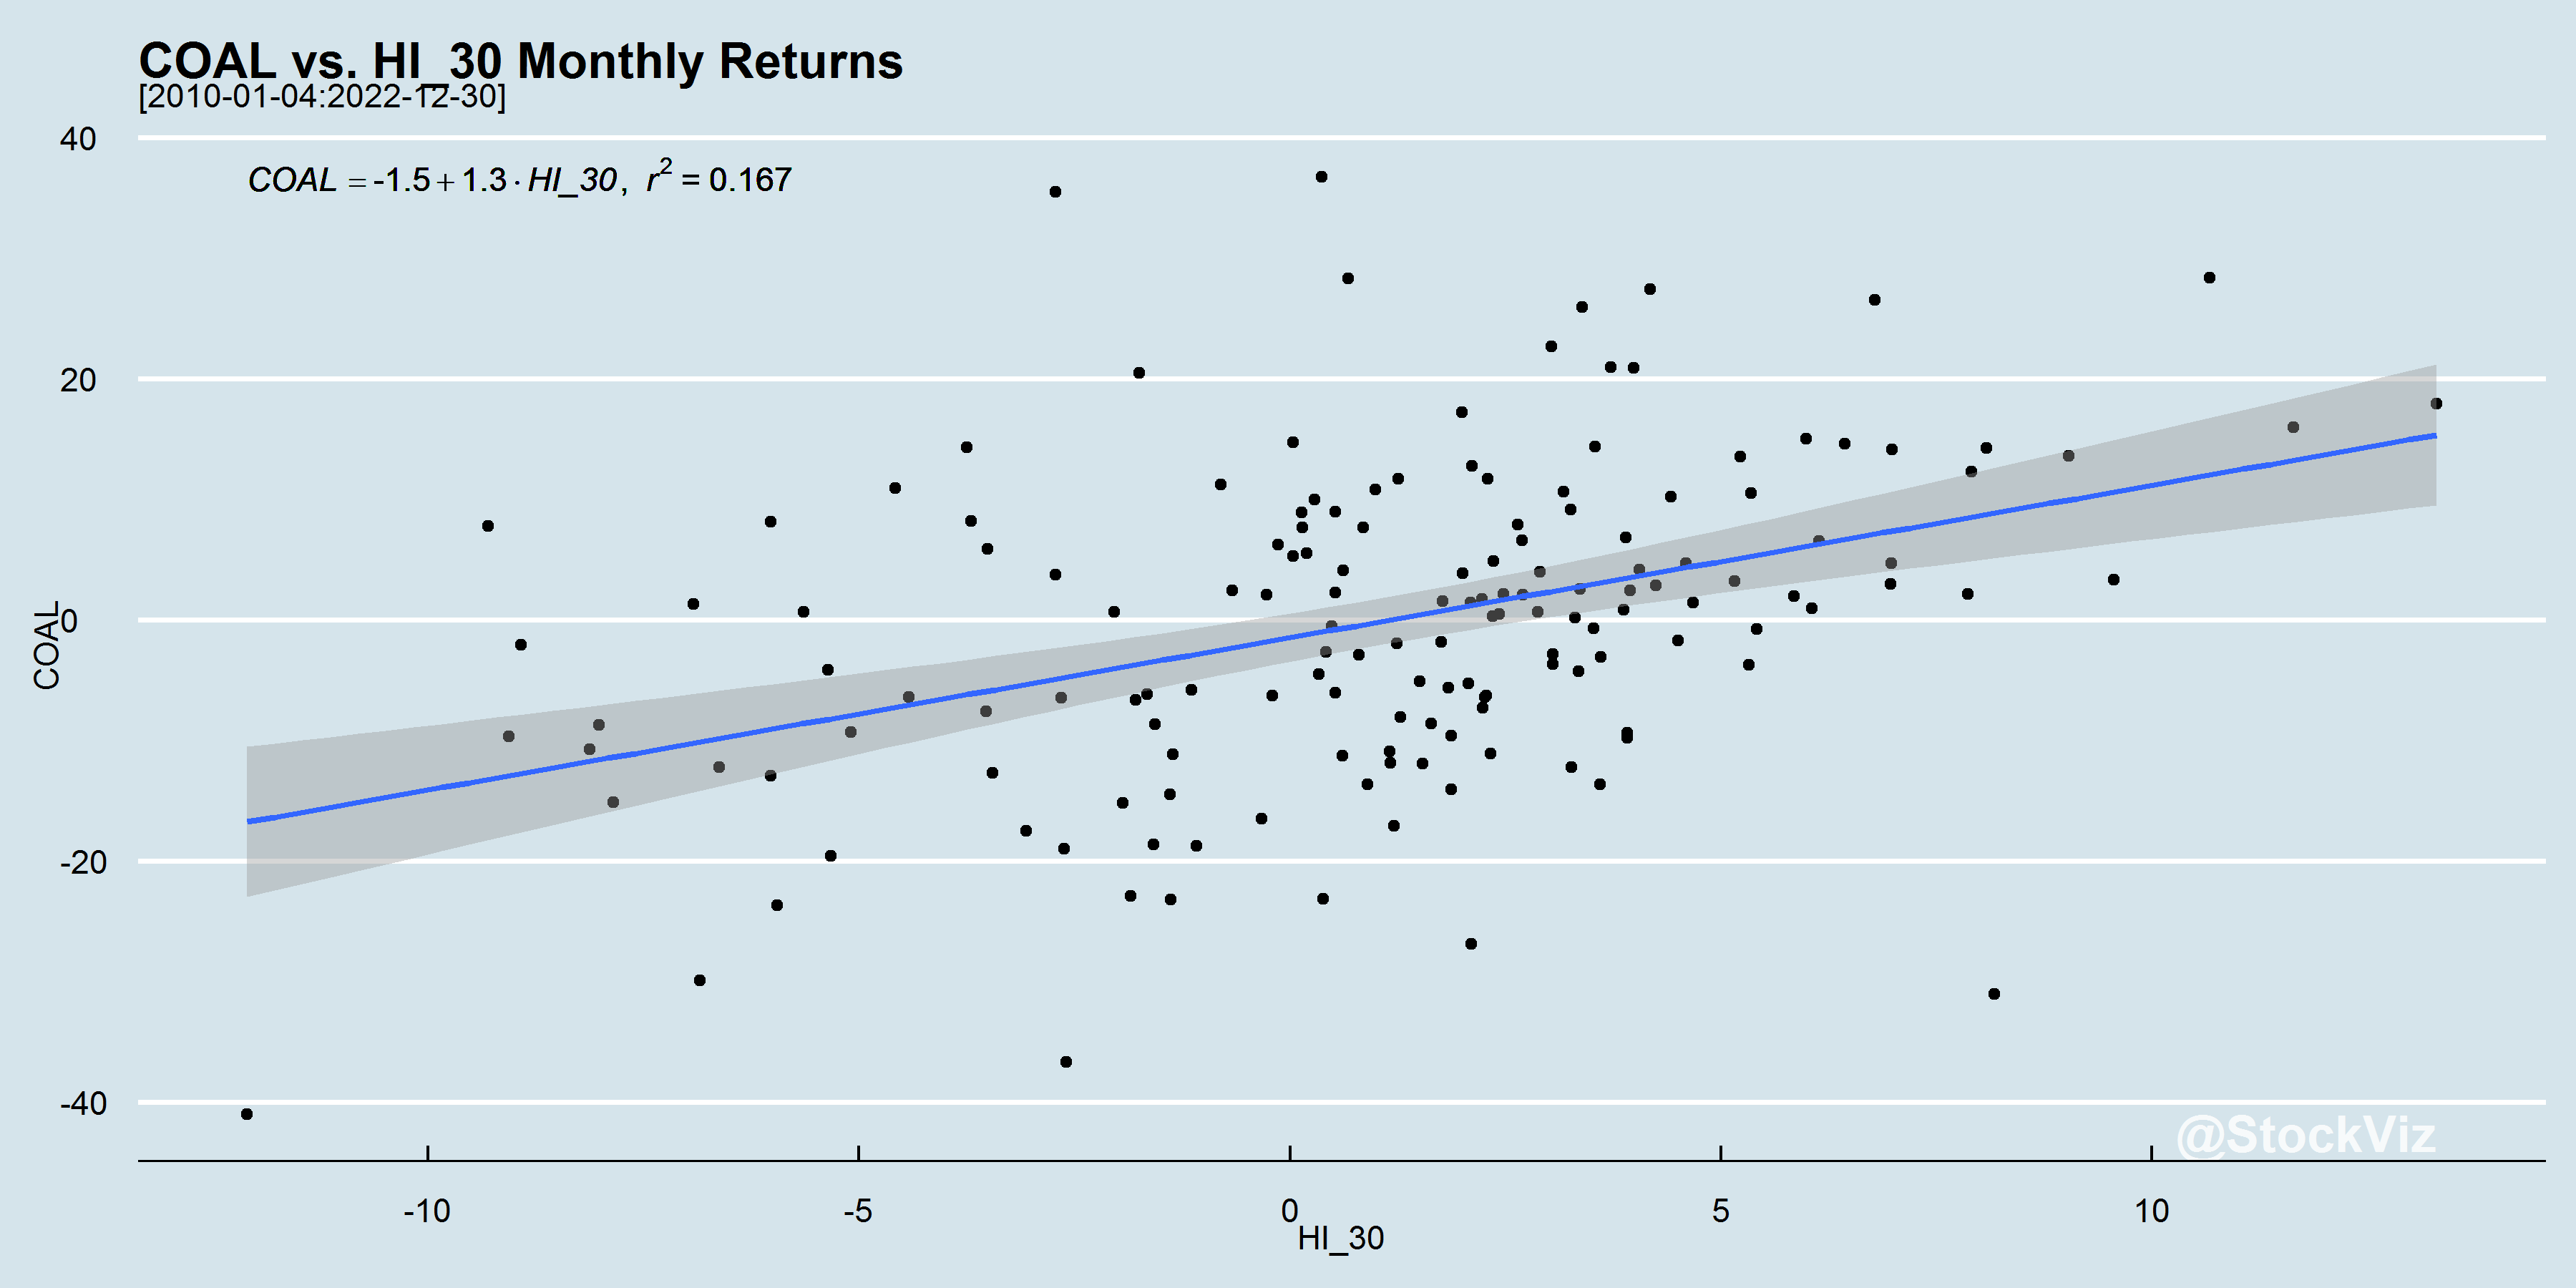 COAL vs. HI_30 Monthly Returns
[2010-01-04:2022-12-30]
COAL = -1.5 + 1.3 · HI_30, r² = 0.167
40
20
0
-20
-40
COAL
@StockViz
-10 -5 0 5 10
HI_30